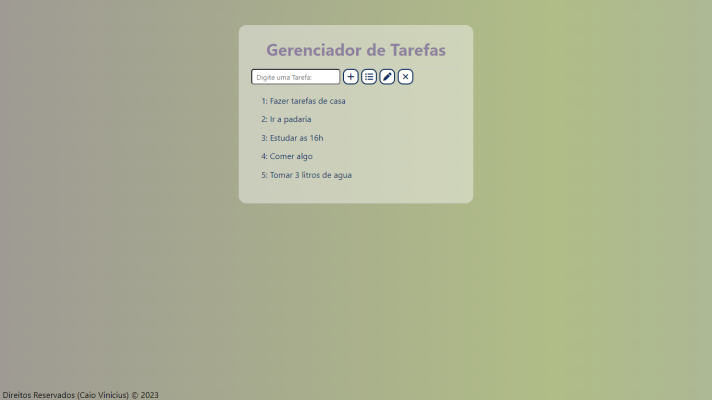 Gerenciador de Tarefas
Digite uma Tarefa:
1: Fazer tarefas de casa
2: Ir a padaria
3: Estudar as 16h
4: Comer algo
5: Tomar 3 litros de agua
Direitos Reservados (Caio Vinicius) © 2023